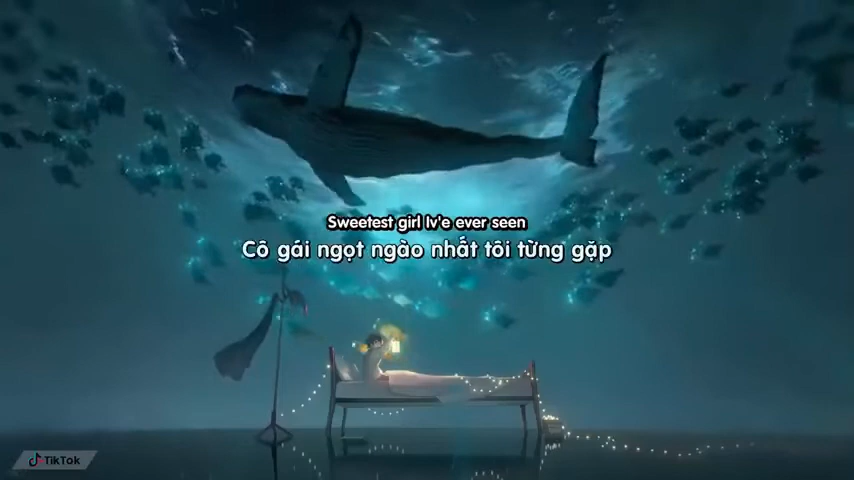 Sweetest girl Iv'e ever seen
Cô gái ngọt ngào nhất tôi từng gặp
TikTok